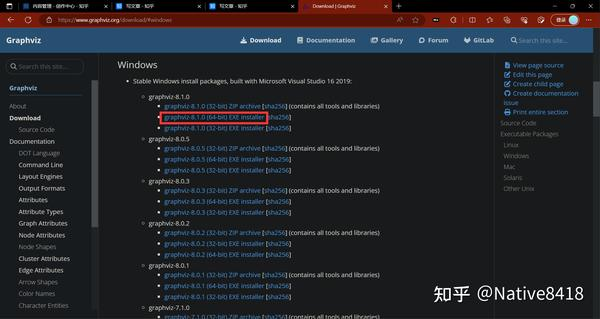 内容管理 - 创作中心 - 知乎
写文章 - 知乎
写文章 - 知乎
Download | Graphviz
https://www.graphviz.org/download/#windows
登录
Graphviz
Download
Documentation
Gallery
Forum
GitLab
Search this site…
Search this site…
Graphviz
About
Download
Source Code
Documentation
DOT Language
Command Line
Layout Engines
Output Formats
Attributes
Attribute Types
Graph Attributes
Node Attributes
Node Shapes
Cluster Attributes
Edge Attributes
Arrow Shapes
Color Names
Character Entities
Windows
Stable Windows install packages, built with Microsoft Visual Studio 16 2019:
graphviz-8.1.0
graphviz-8.1.0 (32-bit) ZIP archive [sha256] (contains all tools and libraries)
graphviz-8.1.0 (64-bit) EXE installer [sha256]
graphviz-8.1.0 (32-bit) EXE installer [sha256]
graphviz-8.0.5
graphviz-8.0.5 (32-bit) ZIP archive [sha256] (contains all tools and libraries)
graphviz-8.0.5 (64-bit) EXE installer [sha256]
graphviz-8.0.5 (32-bit) EXE installer [sha256]
graphviz-8.0.3
graphviz-8.0.3 (32-bit) ZIP archive [sha256] (contains all tools and libraries)
graphviz-8.0.3 (64-bit) EXE installer [sha256]
graphviz-8.0.3 (32-bit) EXE installer [sha256]
graphviz-8.0.2
graphviz-8.0.2 (32-bit) ZIP archive [sha256] (contains all tools and libraries)
graphviz-8.0.2 (32-bit) EXE installer [sha256]
graphviz-8.0.2 (64-bit) EXE installer [sha256]
graphviz-8.0.1
graphviz-8.0.1 (32-bit) ZIP archive [sha256] (contains all tools and libraries)
graphviz-8.0.1 (64-bit) EXE installer [sha256]
graphviz-8.0.1 (32-bit) EXE installer [sha256]
graphviz-7.1.0
View page source
Edit this page
Create child page
Create documentation
issue
Print entire section
Source Code
Executable Packages
Linux
Windows
Mac
Solaris
Other Unix
知乎 @Native8418